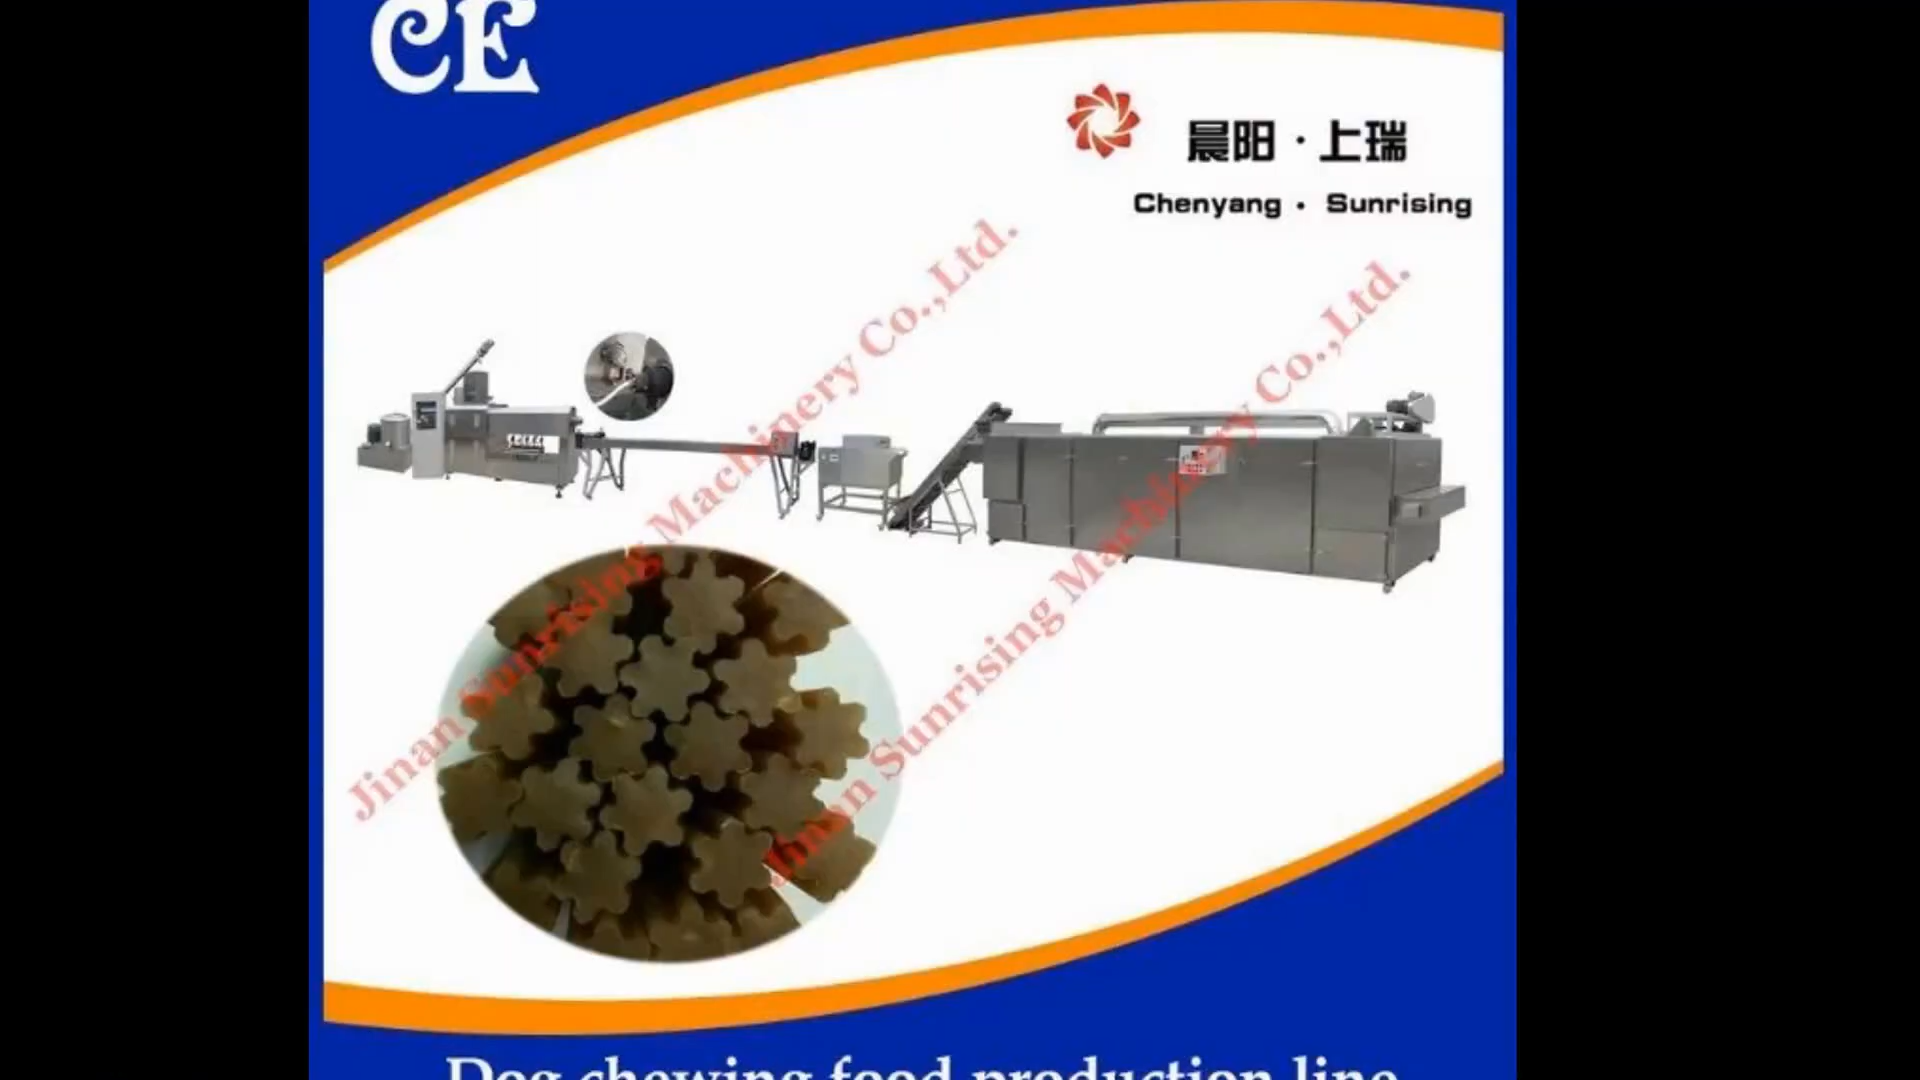 CE
晨阳·上瑞
Chenyang · Sunrising
Jinan Sunrising Machinery Co.,Ltd.
Jinan Sunrising Machinery Co.,Ltd.
Dog chewing food production line